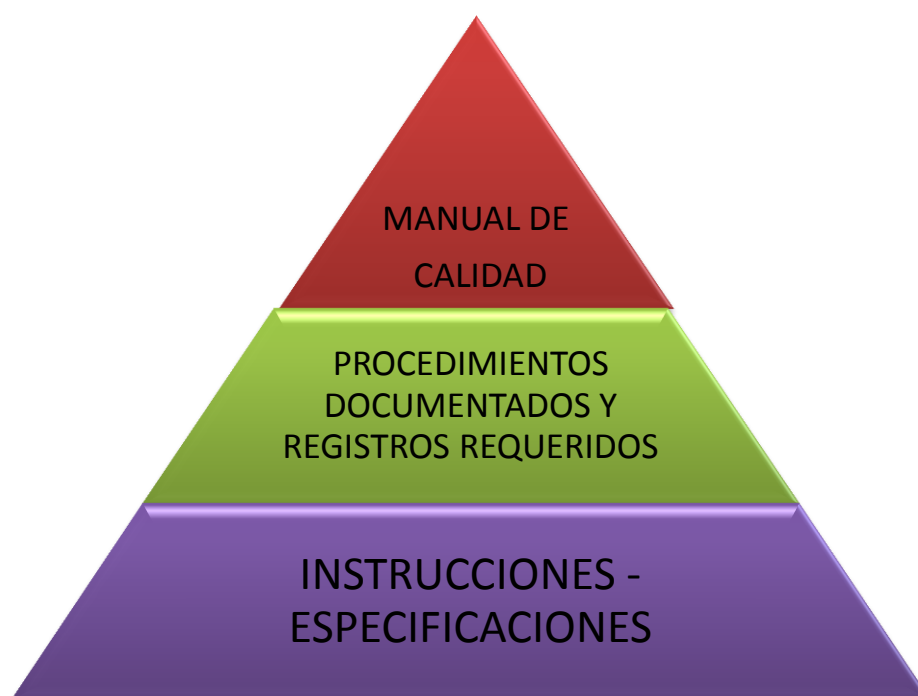 MANUAL DE
CALIDAD
PROCEDIMIENTOS
DOCUMENTADOS Y
REGISTROS REQUERIDOS
INSTRUCCIONES -
ESPECIFICACIONES